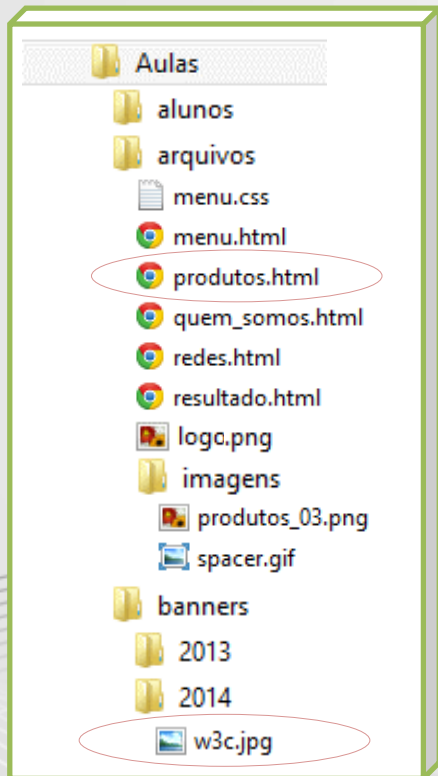 Aulas
alunos
arquivos
menu.css
menu.html
produtos.html
quem_somos.html
redes.html
resultado.html
logo.png
imagens
produtos_03.png
spacer.gif
banners
2013
2014
w3c.jpg